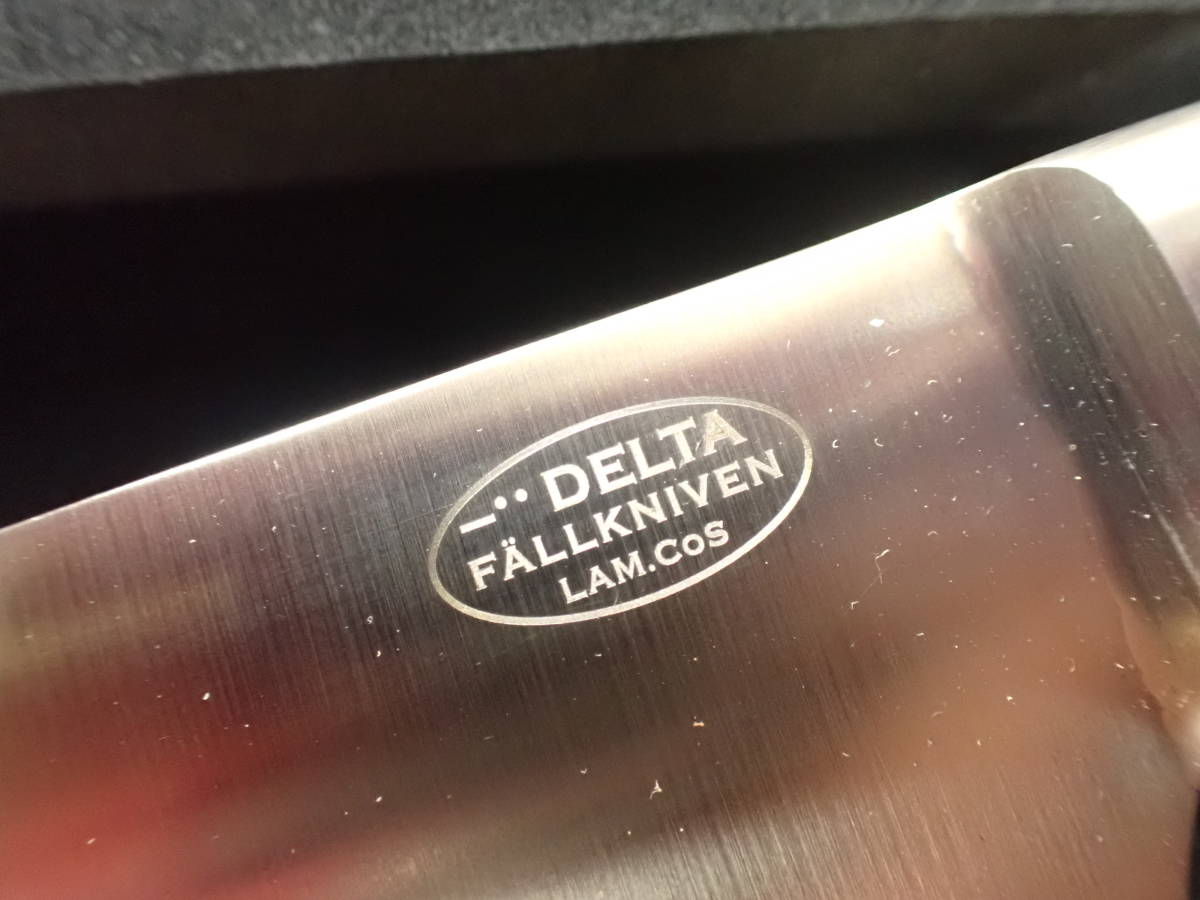 –·· DELTA
FÄLLKNIVEN
LAM.CoS